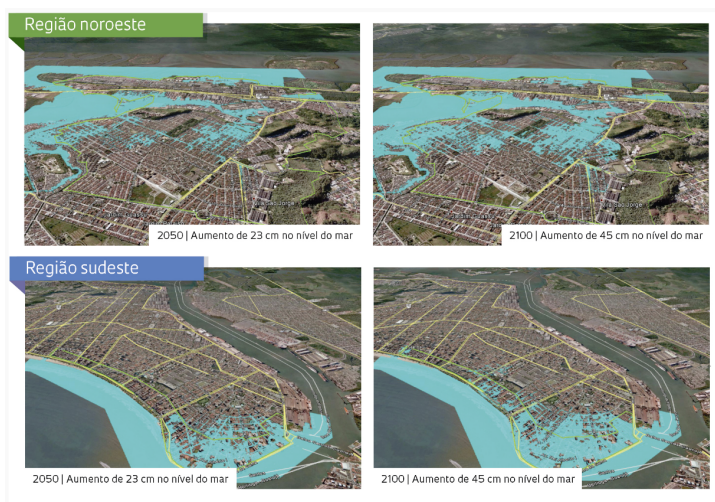 Região noroeste
2050 | Aumento de 23 cm no nível do mar
2100 | Aumento de 45 cm no nível do mar
Região sudeste
2050 | Aumento de 23 cm no nível do mar
2100 | Aumento de 45 cm no nível do mar